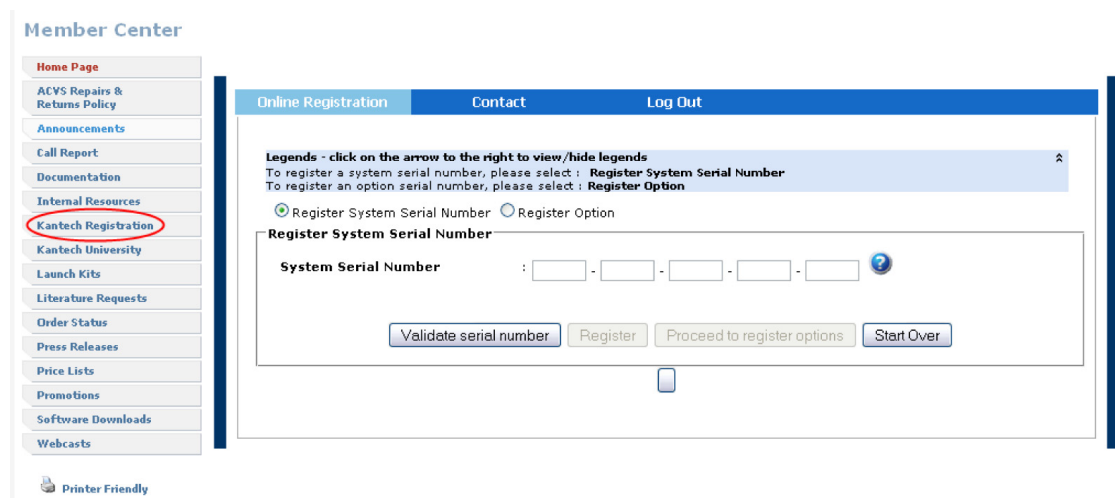 Member Center
Home Page
ACVS Repairs &
Returns Policy
Announcements
Call Report
Documentation
Internal Resources
Kantech Registration
Kantech University
Launch Kits
Literature Requests
Order Status
Press Releases
Price Lists
Promotions
Software Downloads
Webcasts
Printer Friendly
Online Registration Contact Log Out
Legends - click on the arrow to the right to view/hide legends
To register a system serial number, please select : Register System Serial Number
To register an option serial number, please select : Register Option
Register System Serial Number Register Option
Register System Serial Number
System Serial Number : - - - - ?
Validate serial number Register Proceed to register options Start Over